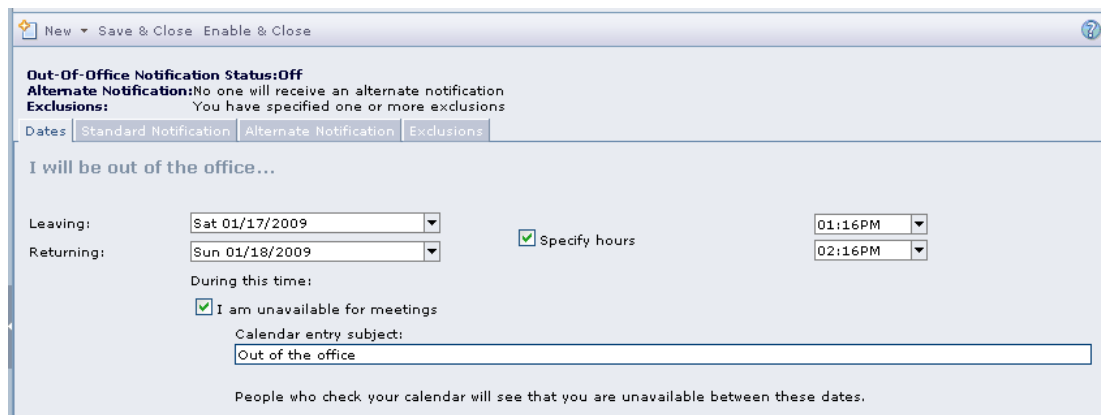 New Save & Close Enable & Close
Out-Of-Office Notification Status:Off
Alternate Notification:No one will receive an alternate notification
Exclusions: You have specified one or more exclusions
Dates Standard Notification Alternate Notification Exclusions
I will be out of the office...
Leaving: Sat 01/17/2009 01:16PM
Specify hours
Returning: Sun 01/18/2009 02:16PM
During this time:
I am unavailable for meetings
Calendar entry subject:
Out of the office
People who check your calendar will see that you are unavailable between these dates.